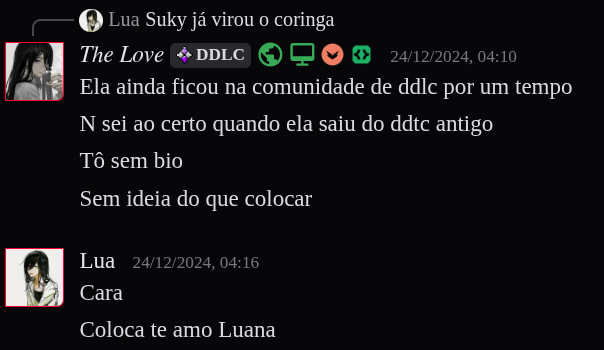 Lua Suky já virou o coringa
The Love DDLC 24/12/2024, 04:10
Ela ainda ficou na comunidade de ddlc por um tempo
N sei ao certo quando ela saiu do ddtc antigo
Tô sem bio
Sem ideia do que colocar
Lua 24/12/2024, 04:16
Cara
Coloca te amo Luana